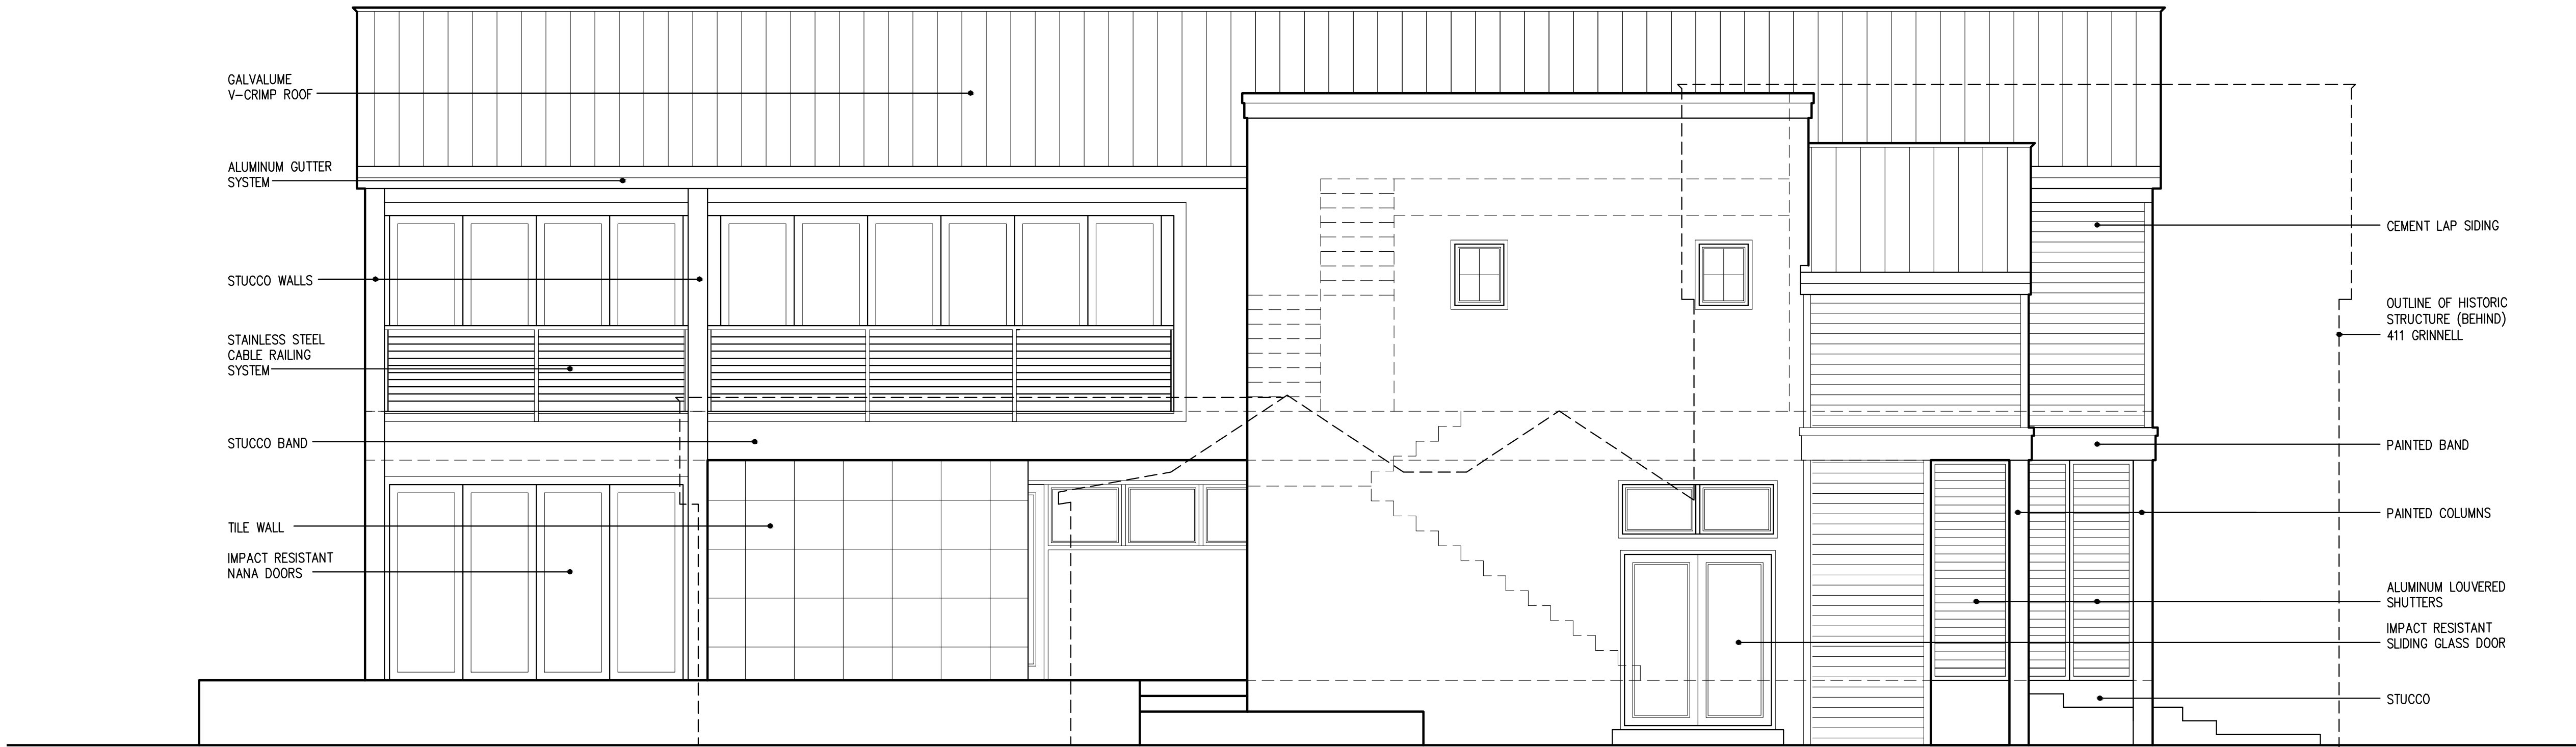 GALVALUME
V-CRIMP ROOF
ALUMINUM GUTTER
SYSTEM
STUCCO WALLS
STAINLESS STEEL
CABLE RAILING
SYSTEM
STUCCO BAND
TILE WALL
IMPACT RESISTANT
NANA DOORS
CEMENT LAP SIDING
OUTLINE OF HISTORIC
STRUCTURE (BEHIND)
411 GRINNELL
PAINTED BAND
PAINTED COLUMNS
ALUMINUM LOUVERED
SHUTTERS
IMPACT RESISTANT
SLIDING GLASS DOOR
STUCCO